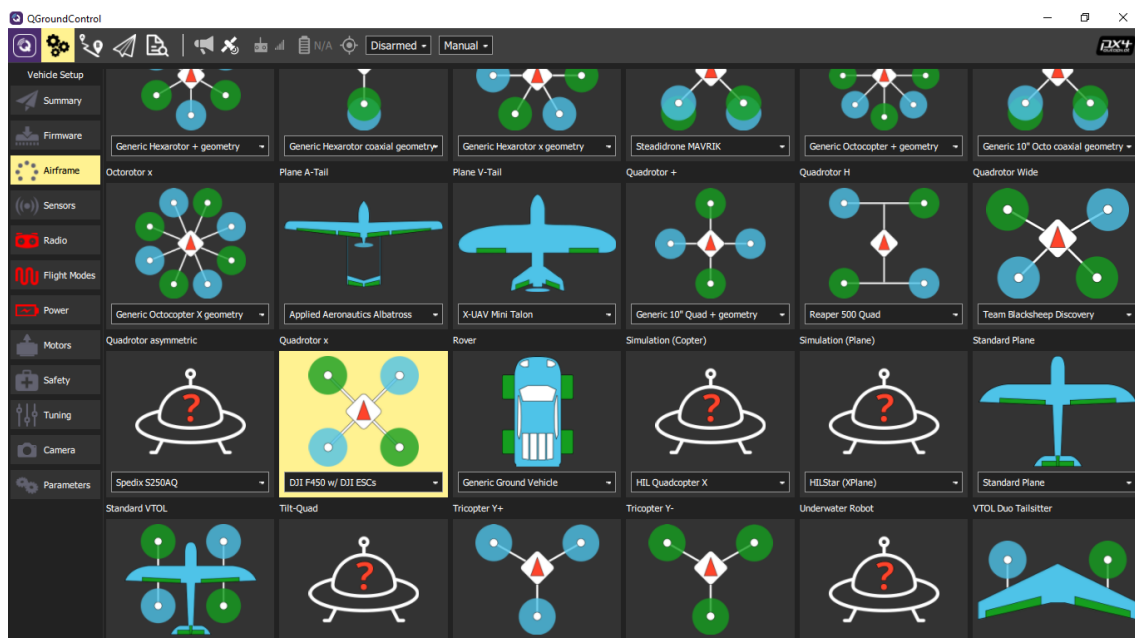 QGroundControl
N/A Disarmed Manual
px4
Vehicle Setup
Summary
Firmware
Airframe
Sensors
Radio
Flight Modes
Power
Motors
Safety
Tuning
Camera
Parameters
Generic Hexarotor + geometry
Generic Hexarotor coaxial geometry
Generic Hexarotor x geometry
Steadidrone MAVRIK
Generic Octocopter + geometry
Generic 10" Octo coaxial geometry
Octorotor x
Plane A-Tail
Plane V-Tail
Quadrotor +
Quadrotor H
Quadrotor Wide
Generic Octocopter X geometry
Applied Aeronautics Albatross
X-UAV Mini Talon
Generic 10" Quad + geometry
Reaper 500 Quad
Team Blacksheep Discovery
Quadrotor asymmetric
Quadrotor x
Rover
Simulation (Copter)
Simulation (Plane)
Standard Plane
?
?
?
Spedix S250AQ
DJI F450 w/ DJI ESCs
Generic Ground Vehicle
HIL Quadcopter X
HILStar (XPlane)
Standard Plane
Standard VTOL
Tilt-Quad
Tricopter Y+
Tricopter Y-
Underwater Robot
VTOL Duo Tailsitter
?
?